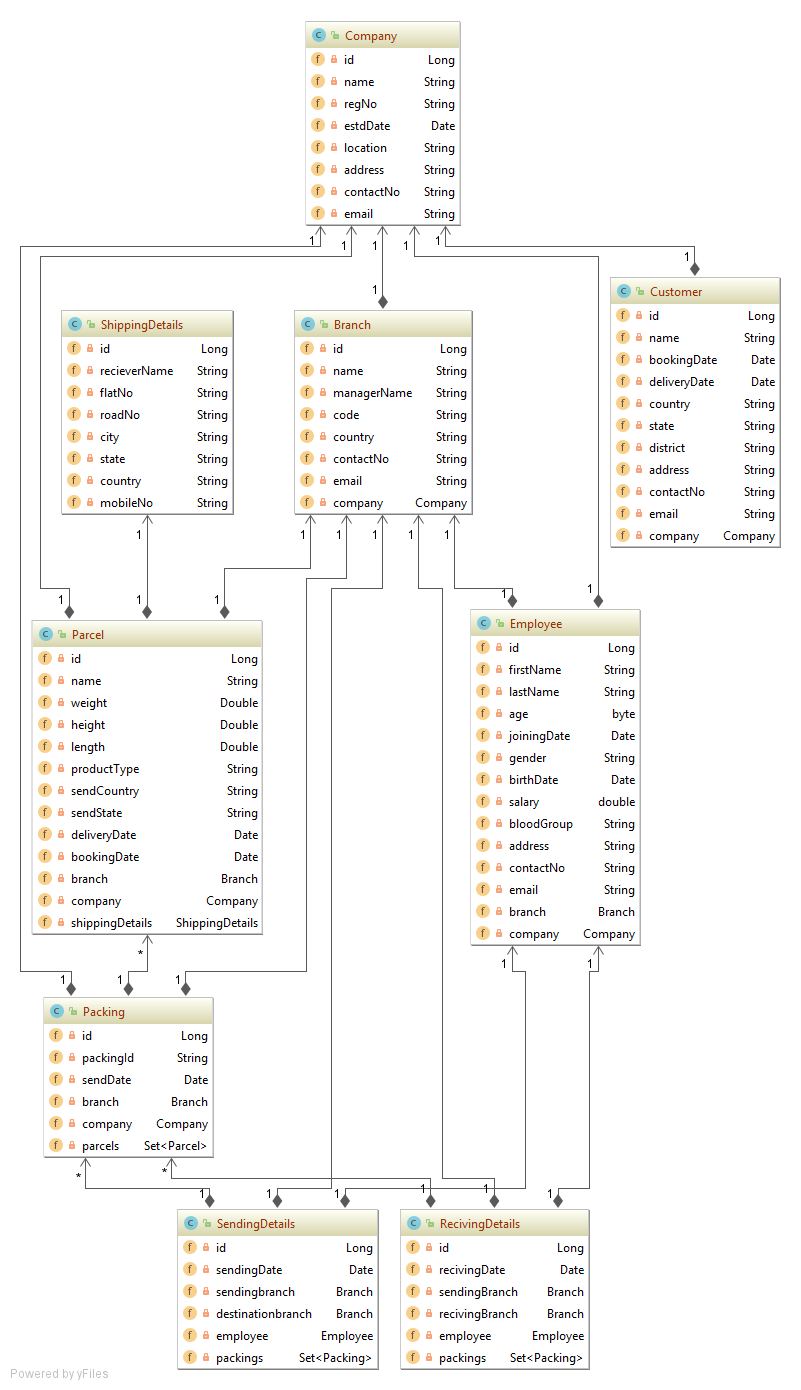 Company
id Long
name String
regNo String
estdDate Date
location String
address String
contactNo String
email String
1 1 1 1 1
1
1
Customer
id Long
name String
bookingDate Date
deliveryDate Date
country String
state String
district String
address String
contactNo String
email String
company Company
ShippingDetails
id Long
recieverName String
flatNo String
roadNo String
city String
state String
country String
mobileNo String
Branch
id Long
name String
managerName String
code String
country String
contactNo String
email String
company Company
1 1 1 1 1 1
1 1 1 1 1
Parcel
id Long
name String
weight Double
height Double
length Double
productType String
sendCountry String
sendState String
deliveryDate Date
bookingDate Date
branch Branch
company Company
shippingDetails ShippingDetails
Employee
id Long
firstName String
lastName String
age byte
joiningDate Date
gender String
birthDate Date
salary double
bloodGroup String
address String
contactNo String
email String
branch Branch
company Company
*
1 1
1 1 1
Packing
id Long
packingId String
sendDate Date
branch Branch
company Company
parcels Set<Parcel>
* *
1 1 1 1 1 1
SendingDetails
id Long
sendingDate Date
sendingbranch Branch
destinationbranch Branch
employee Employee
packings Set<Packing>
RecivingDetails
id Long
recivingDate Date
sendingBranch Branch
recivingBranch Branch
employee Employee
packings Set<Packing>
Powered by yFiles